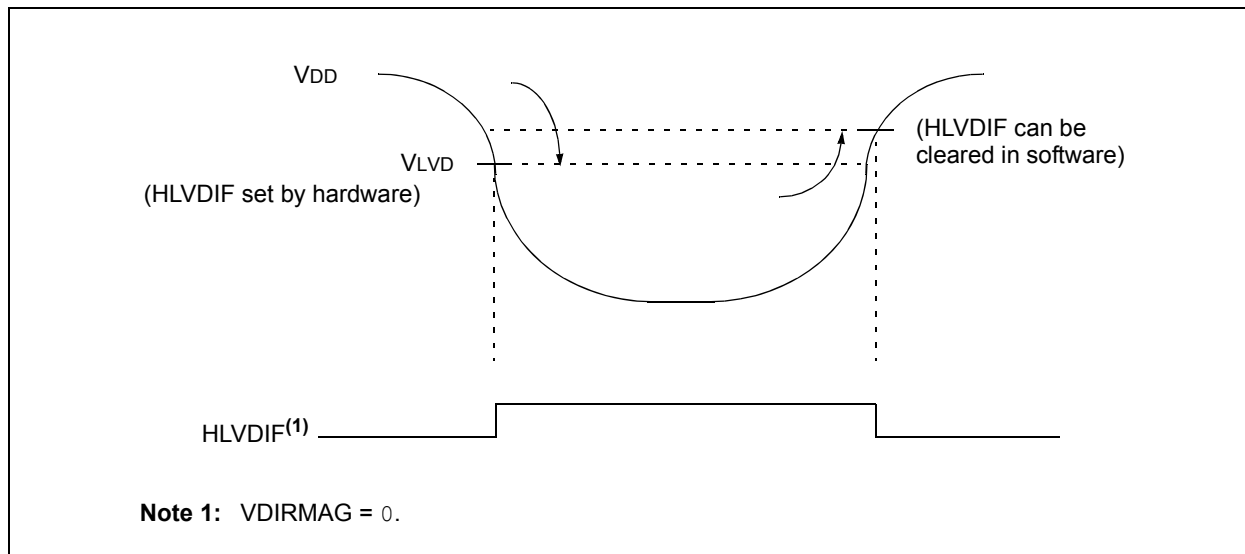 VDD
(HLVDIF can be
cleared in software)
VLVD
(HLVDIF set by hardware)
HLVDIF(1)
Note 1: VDIRMAG = 0.